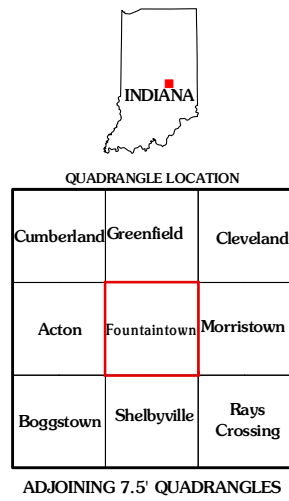 INDIANA
QUADRANGLE LOCATION
Cumberland Greenfield Cleveland
Acton Fountaintown Morristown
Boggstown Shelbyville Rays
Crossing
ADJOINING 7.5' QUADRANGLES